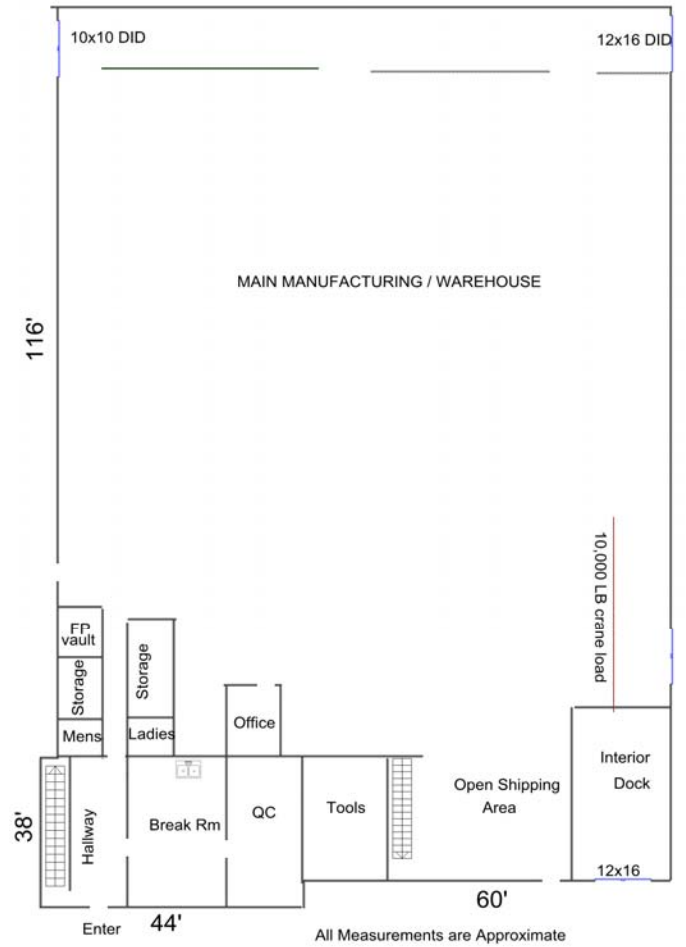 10x10 DID
12x16 DID
MAIN MANUFACTURING / WAREHOUSE
116'
10,000 LB crane load
FP
vault
Storage
Storage
Mens
Ladies
Office
Interior
Dock
Open Shipping
Area
Hallway
Break Rm
QC
Tools
38'
12x16
60'
Enter
44'
All Measurements are Approximate